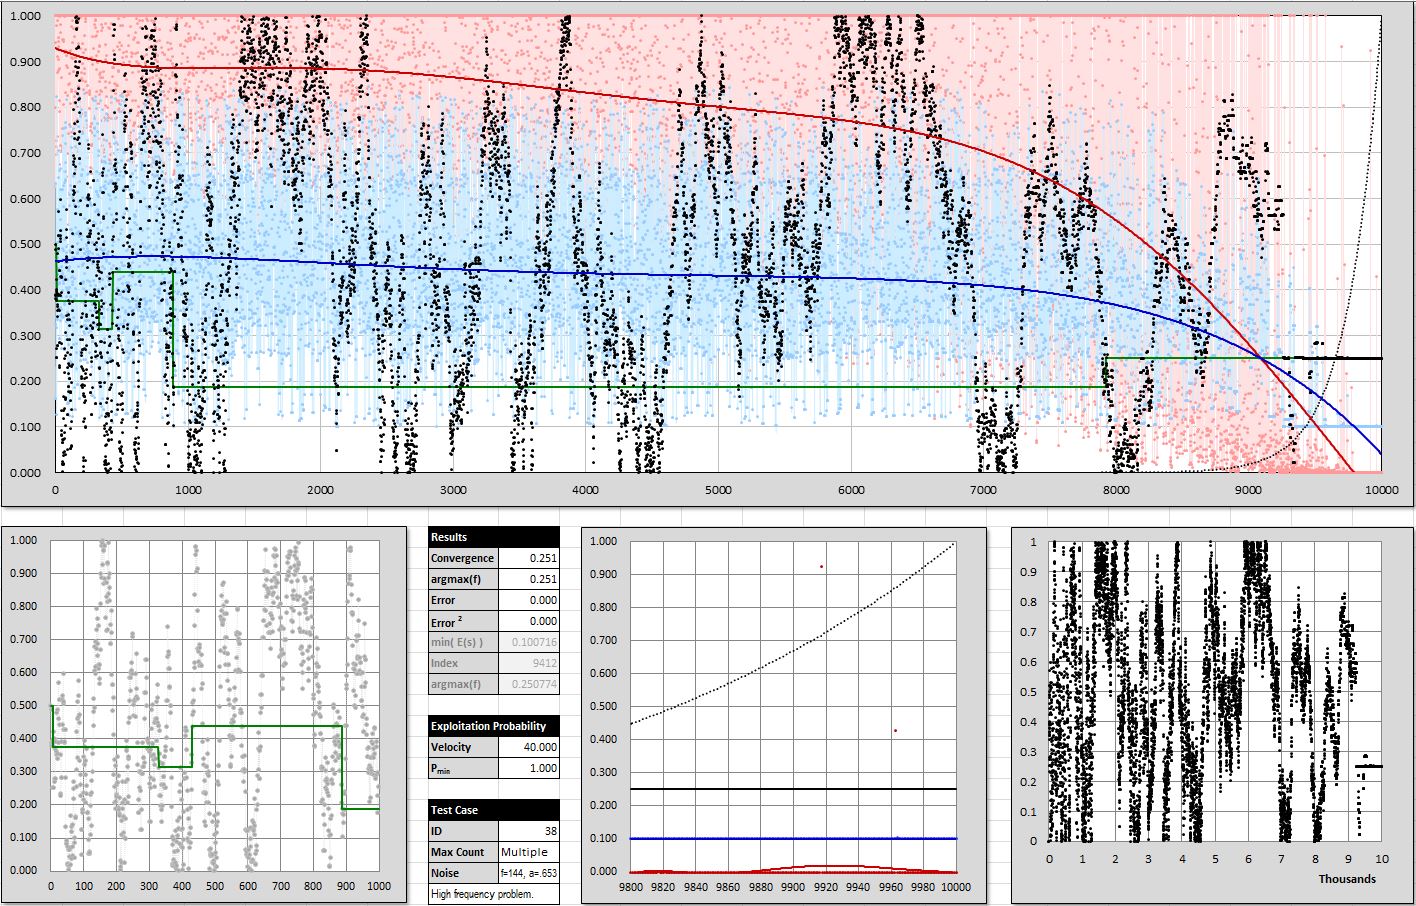 1.000
0.900
0.800
0.700
0.600
0.500
0.400
0.300
0.200
0.100
0.000
0 1000 2000 3000 4000 5000 6000 7000 8000 9000 10000
1.000
0.900
0.800
0.700
0.600
0.500
0.400
0.300
0.200
0.100
0.000
0 100 200 300 400 500 600 700 800 900 1000
Results
Convergence 0.251
argmax(f) 0.251
Error 0.000
Error 2 0.000
min( E(s) ) 0.100716
Index 9412
argmax(f) 0.250774
Exploitation Probability
Velocity 40.000
Pmin 1.000
Test Case
ID 38
Max Count Multiple
Noise f=144, a=.653
High frequency problem.
1.000
0.900
0.800
0.700
0.600
0.500
0.400
0.300
0.200
0.100
0.000
9800 9820 9840 9860 9880 9900 9920 9940 9960 9980 10000
1
0.9
0.8
0.7
0.6
0.5
0.4
0.3
0.2
0.1
0
0 1 2 3 4 5 6 7 8 9 10
Thousands